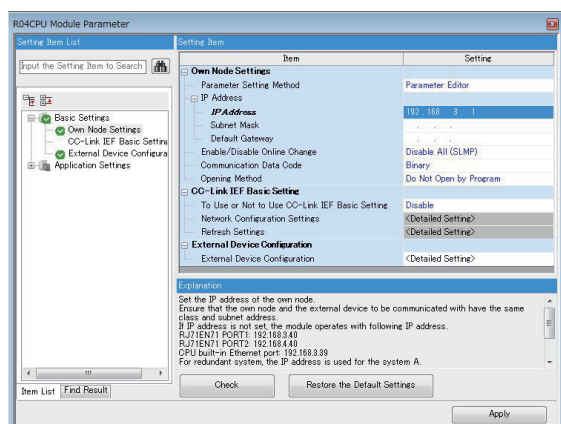 R04CPU Module Parameter
Setting Item List
Setting Item
Input the Setting Item to Search
Item Setting
Own Node Settings
Parameter Setting Method Parameter Editor
IP Address
IP Address 192 . 168 . 3 . 1
Subnet Mask . . .
Default Gateway . . .
Enable/Disable Online Change Disable All (SLMP)
Communication Data Code Binary
Opening Method Do Not Open by Program
CC-Link IEF Basic Setting
To Use or Not to Use CC-Link IEF Basic Setting Disable
Network Configuration Settings <Detailed Setting>
Refresh Settings <Detailed Setting>
External Device Configuration
External Device Configuration <Detailed Setting>
Basic Settings
Own Node Settings
CC-Link IEF Basic Settin
External Device Configura
Application Settings
Explanation
Set the IP address of the own node.
Ensure that the own node and the external device to be communicated with have the same
class and subnet address.
If IP address is not set, the module operates with following IP address.
RJ71EN71 PORT1: 192.168.3.40
RJ71EN71 PORT2: 192.168.4.40
CPU built-in Ethernet port: 192.168.3.39
For redundant system, the IP address is used for the system A.
Item List Find Result
Check Restore the Default Settings
Apply